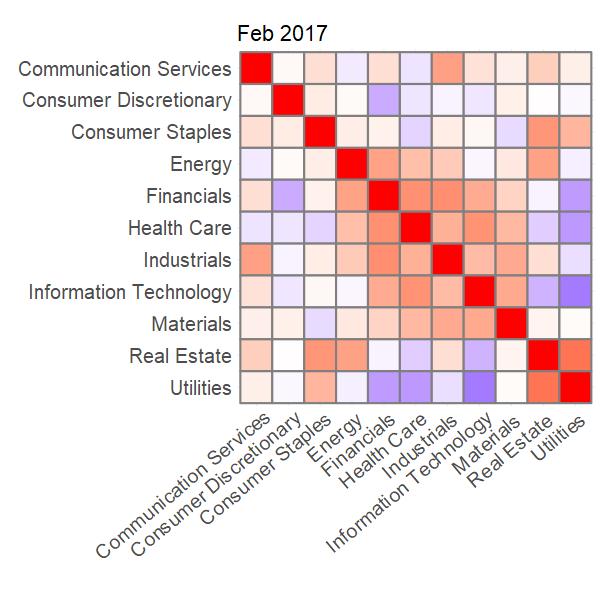 Feb 2017
Communication Services
Consumer Discretionary
Consumer Staples
Energy
Financials
Health Care
Industrials
Information Technology
Materials
Real Estate
Utilities
Communication Services
Consumer Discretionary
Consumer Staples
Energy
Financials
Health Care
Industrials
Information Technology
Materials
Real Estate
Utilities